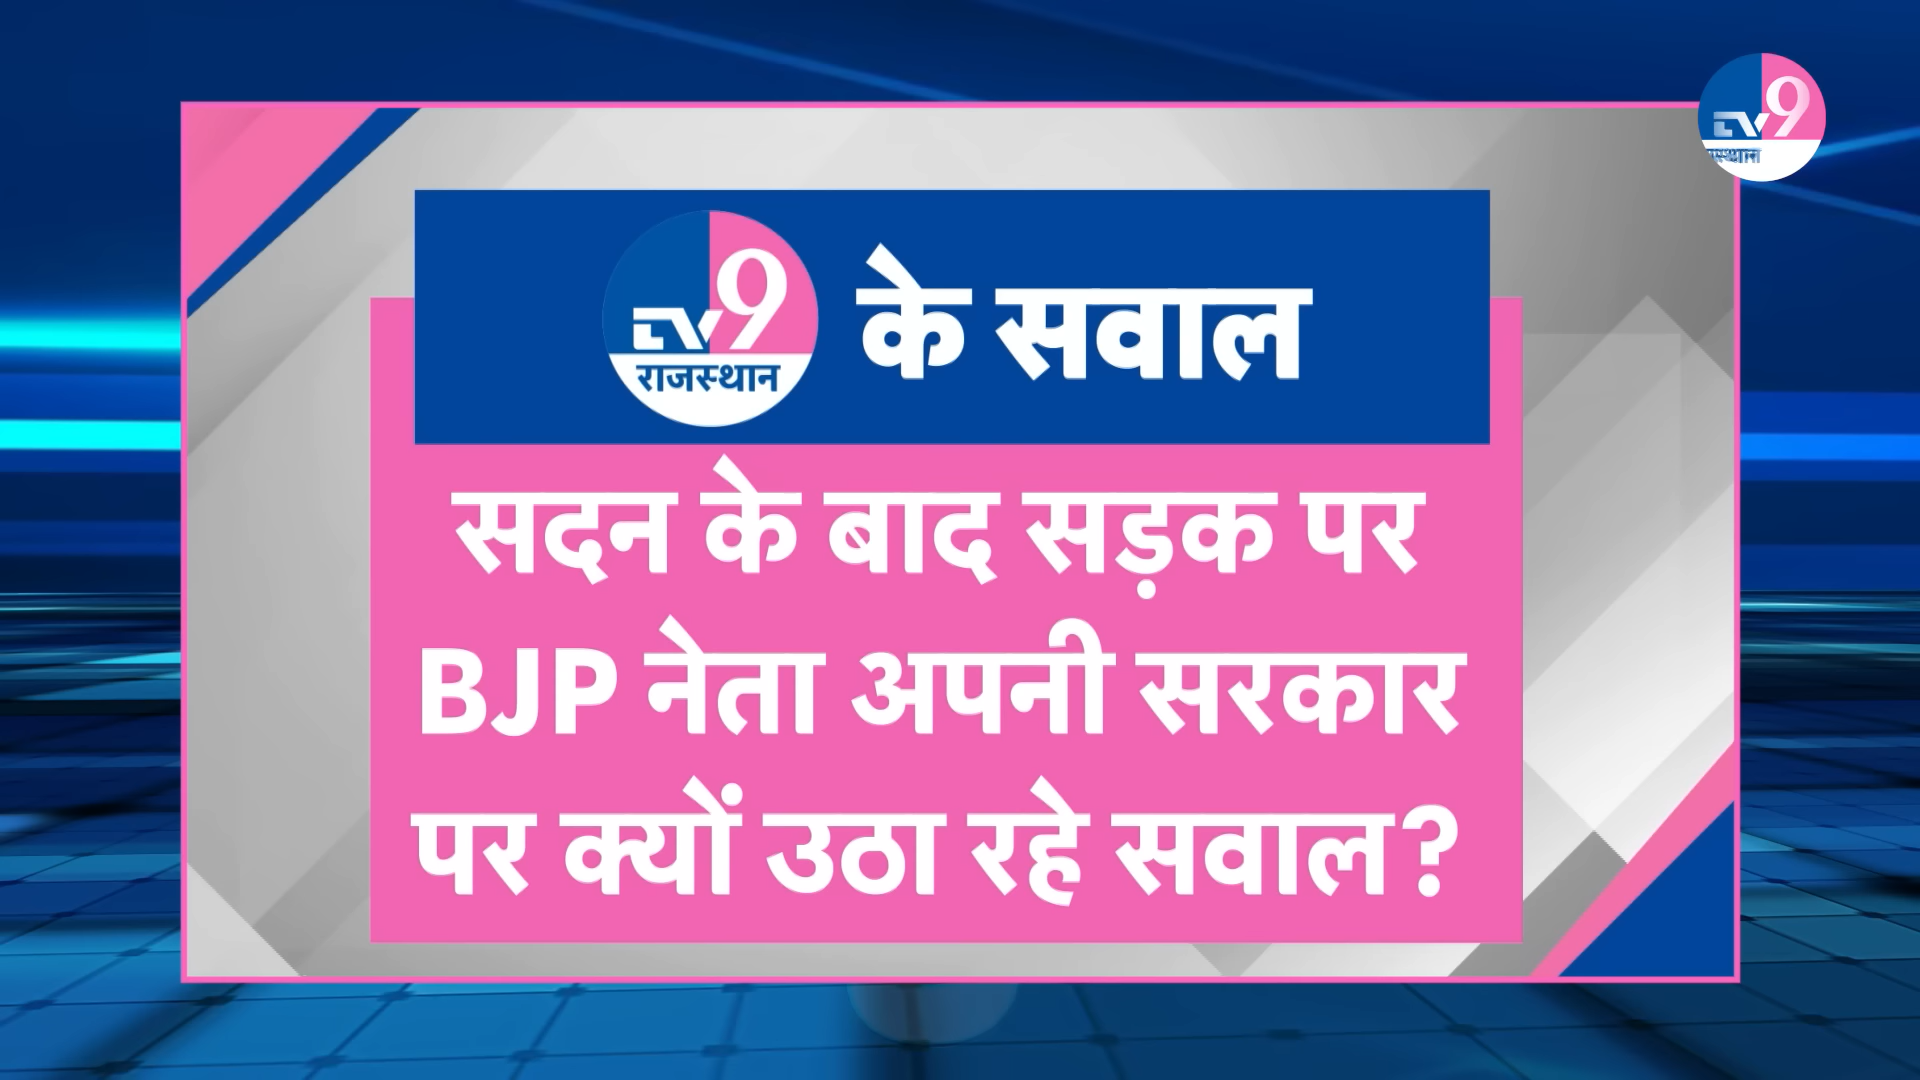 TV9
TV9 राजस्थान के सवाल
सदन के बाद सड़क पर
BJP नेता अपनी सरकार
पर क्यों उठा रहे सवाल?